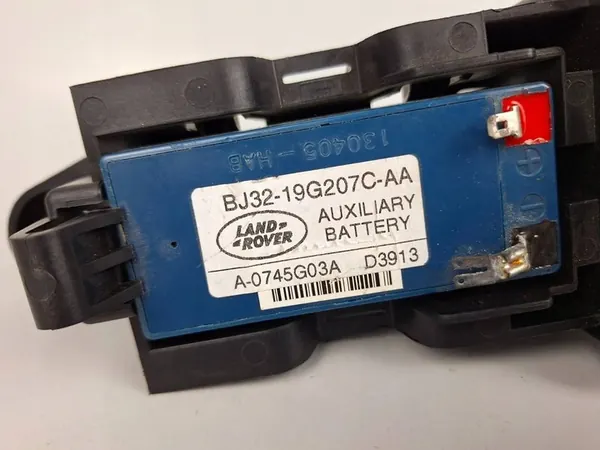 130405-HAB
BJ32-19G207C-AA
LAND-
-ROVER
AUXILIARY
BATTERY
A-0745G03A D3913
+
-